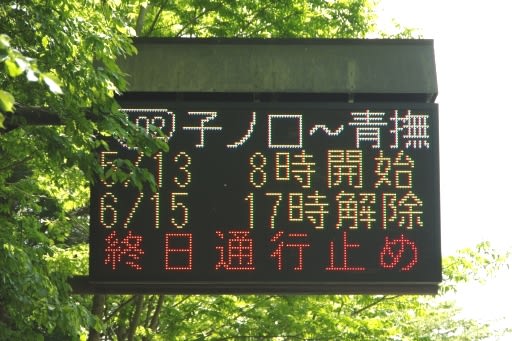 子ノ口～青撫
5/13 8時開始
6/15 17時解除
終日通行止め